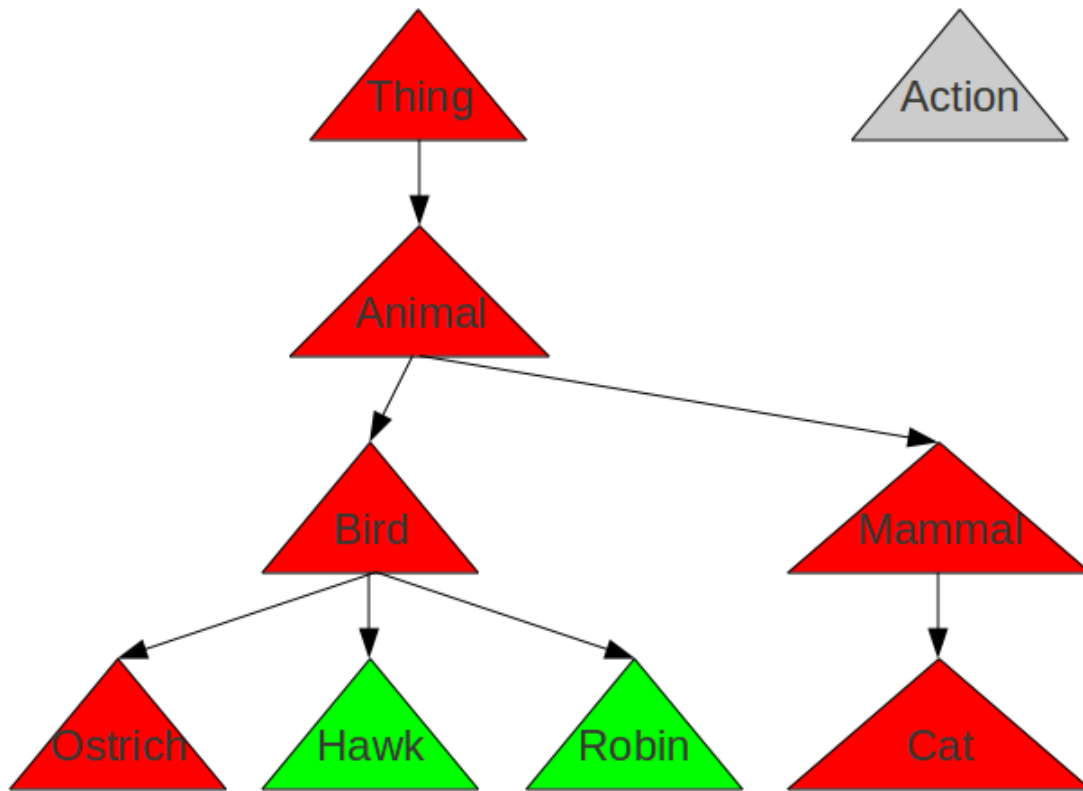 Thing
Action
Animal
Bird
Mammal
Ostrich
Hawk
Robin
Cat